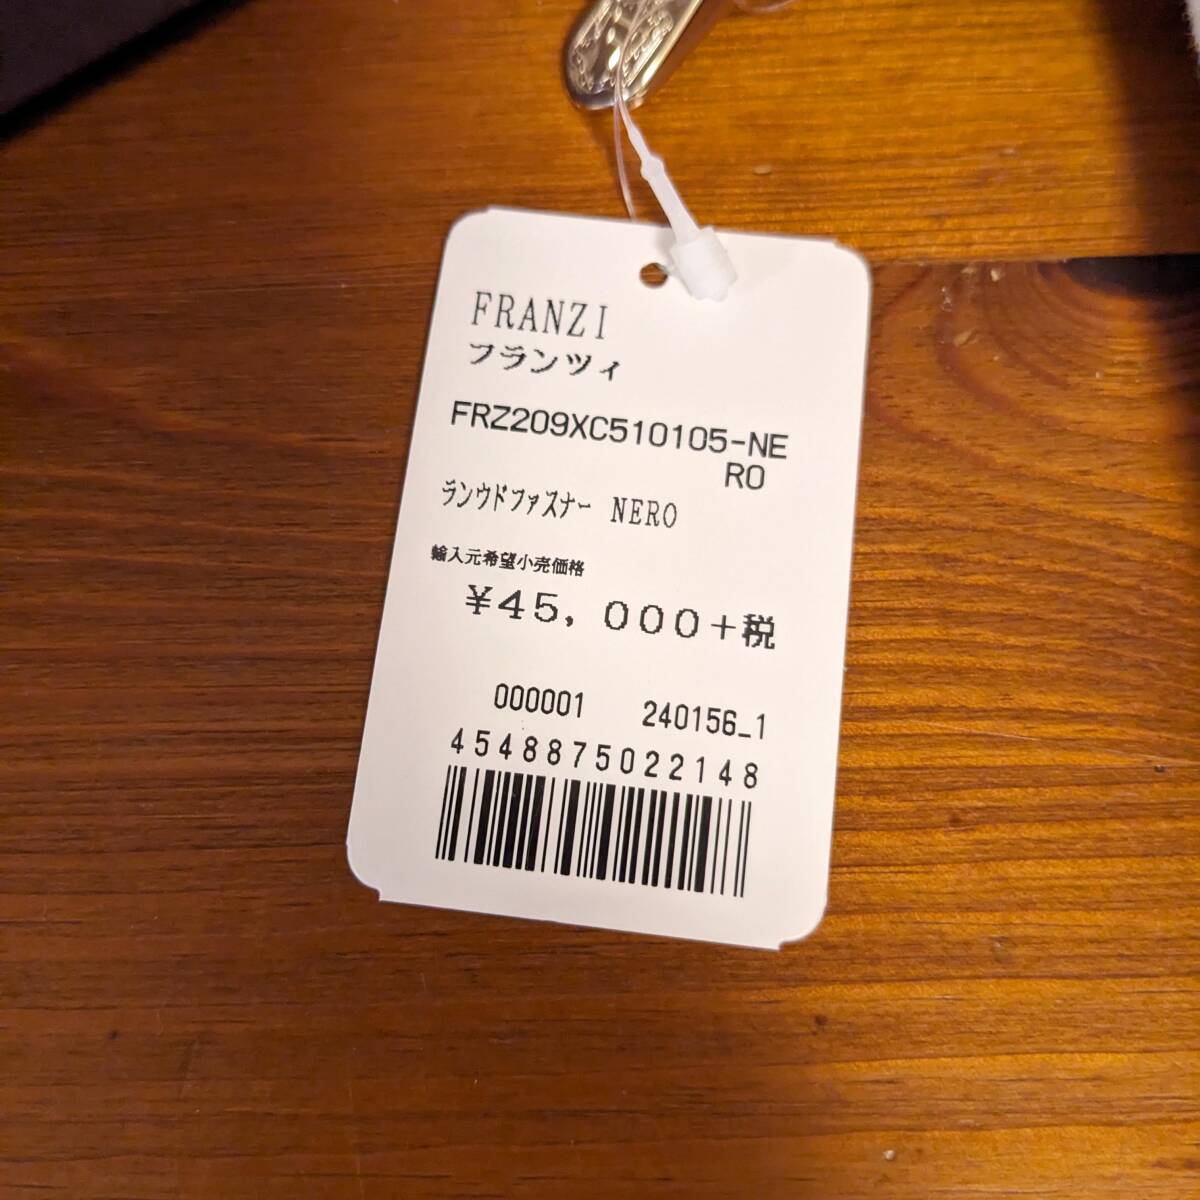 FRANZI
フランツィ
FRZ209XC510105-NE
RO
ランウドファスナー NERO
輸入元希望小売価格
¥45,000+税
000001 240156_1
4548875022148